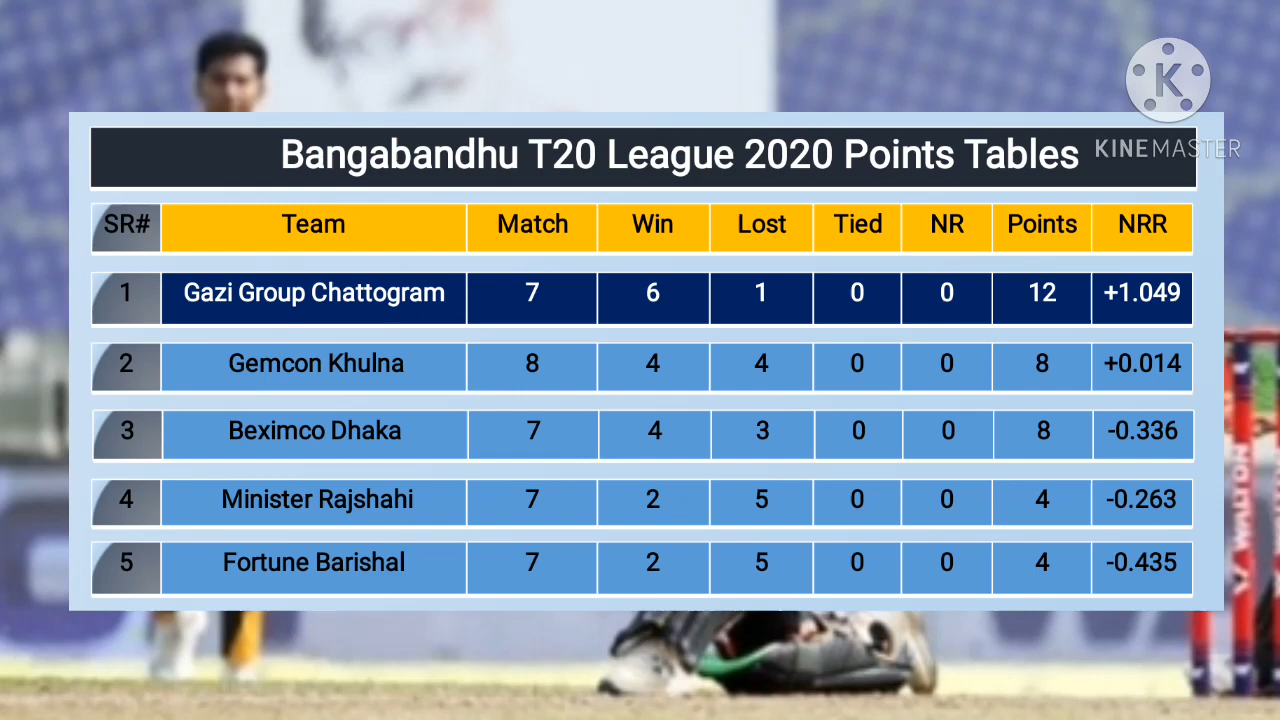 K
KINEMASTER
Bangabandhu T20 League 2020 Points Tables
SR# Team Match Win Lost Tied NR Points NRR
1 Gazi Group Chattogram 7 6 1 0 0 12 +1.049
2 Gemcon Khulna 8 4 4 0 0 8 +0.014
3 Beximco Dhaka 7 4 3 0 0 8 -0.336
4 Minister Rajshahi 7 2 5 0 0 4 -0.263
5 Fortune Barishal 7 2 5 0 0 4 -0.435
WALTON